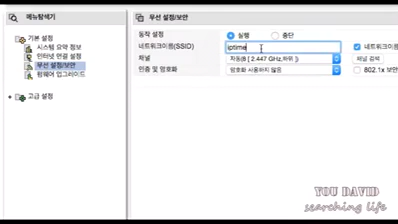 메뉴탐색기
기본 설정
시스템 요약 정보
인터넷 연결 설정
무선 설정/보안
펌웨어 업그레이드
고급 설정
무선 설정/보안
동작 설정 실행 중단
네트워크이름(SSID) iptime 네트워크이름(S
채널 자동(8 [ 2.447 GHz,하위 ]) 채널 검색
인증 및 암호화 암호화 사용하지 않음 802.1x 보안
YOU DAVID
searching life